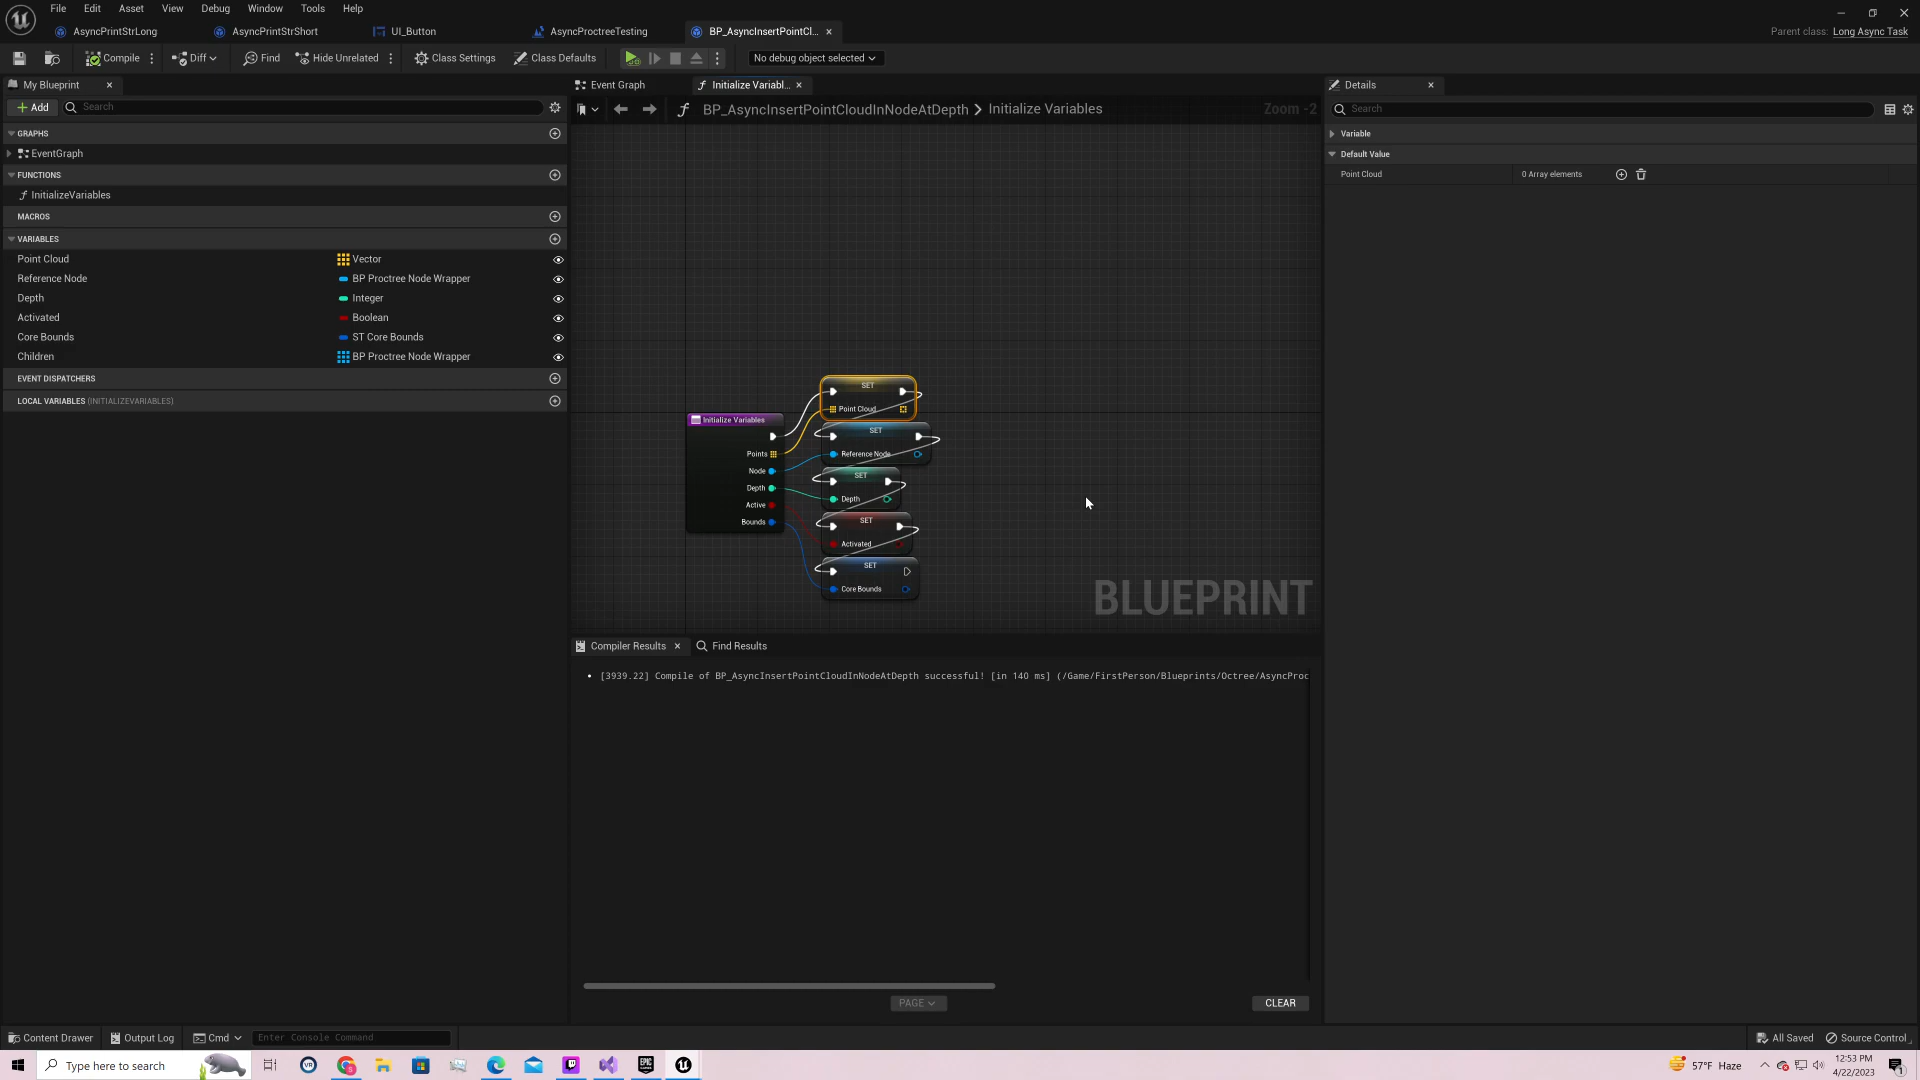 File Edit Asset View Debug Window Tools Help
AsyncPrintStrLong AsyncPrintStrShort UI_Button AsyncProctreeTesting BP_AsyncInsertPointCl...
Parent class: Long Async Task
Compile Diff Find Hide Unrelated Class Settings Class Defaults No debug object selected
My Blueprint
Event Graph Initialize Variabl...
Details
Add Search
BP_AsyncInsertPointCloudInNodeAtDepth Initialize Variables Zoom -2
Search
GRAPHS
EventGraph
FUNCTIONS
InitializeVariables
MACROS
VARIABLES
Point Cloud Vector
Reference Node BP Proctree Node Wrapper
Depth Integer
Activated Boolean
Core Bounds ST Core Bounds
Children BP Proctree Node Wrapper
EVENT DISPATCHERS
LOCAL VARIABLES (INITIALIZEVARIABLES)
Initialize Variables
Points
Node
Depth
Active
Bounds
SET
Point Cloud
SET
Reference Node
SET
Depth
SET
Activated
SET
Core Bounds
BLUEPRINT
Variable
Default Value
Point Cloud 0 Array elements
Compiler Results Find Results
[3939.22] Compile of BP_AsyncInsertPointCloudInNodeAtDepth successful! [in 140 ms] (/Game/FirstPerson/Blueprints/Octree/AsyncProc
PAGE CLEAR
Content Drawer Output Log Cmd Enter Console Command All Saved Source Control
Type here to search
57°F Haze
12:53 PM
4/22/2023